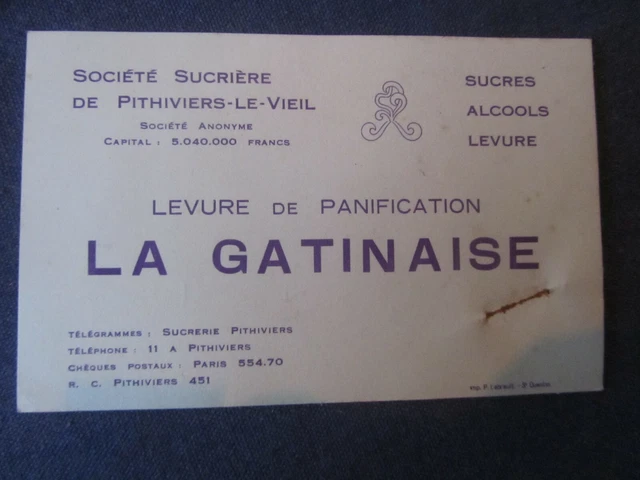 SOCIÉTÉ SUCRIÈRE
DE PITHIVIERS-LE-VIEIL
SOCIÉTÉ ANONYME
CAPITAL : 5.040.000 FRANCS
SUCRES
ALCOOLS
LEVURE
LEVURE DE PANIFICATION
LA GATINAISE
TÉLÉGRAMMES : SUCRERIE PITHIVIERS
TÉLÉPHONE : 11 A PITHIVIERS
CHÈQUES POSTAUX : PARIS 554.70
R. C. PITHIVIERS 451